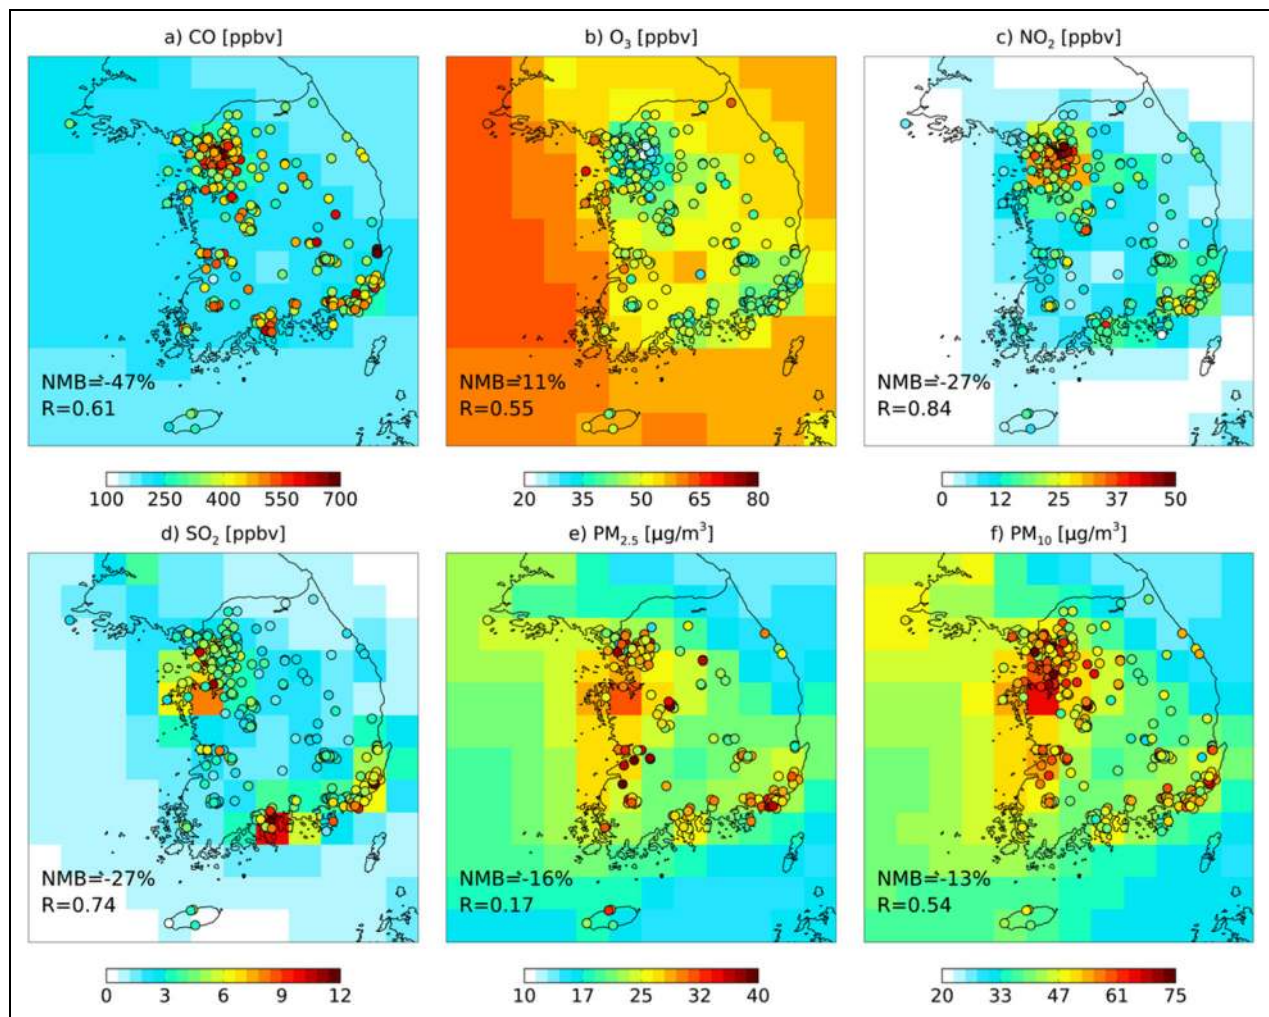 a) CO [ppbv]
b) O₃ [ppbv]
c) NO₂ [ppbv]
NMB=-47%
R=0.61
NMB=11%
R=0.55
NMB=-27%
R=0.84
100 250 400 550 700
20 35 50 65 80
0 12 25 37 50
d) SO₂ [ppbv]
e) PM₂.₅ [μg/m³]
f) PM₁₀ [μg/m³]
NMB=-27%
R=0.74
NMB=-16%
R=0.17
NMB=-13%
R=0.54
0 3 6 9 12
10 17 25 32 40
20 33 47 61 75